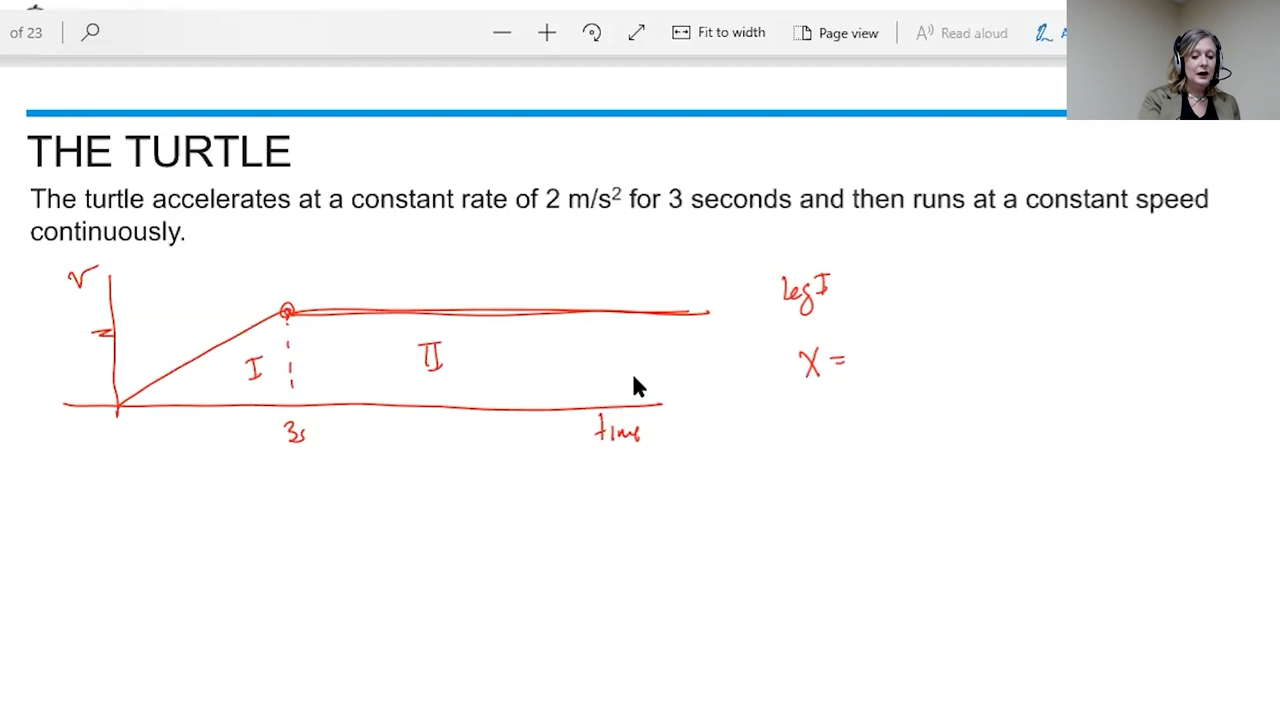 of 23
Fit to width
Page view
Read aloud
THE TURTLE
The turtle accelerates at a constant rate of 2 m/s² for 3 seconds and then runs at a constant speed
continuously.
v
leg I
I
II
x =
3s
time